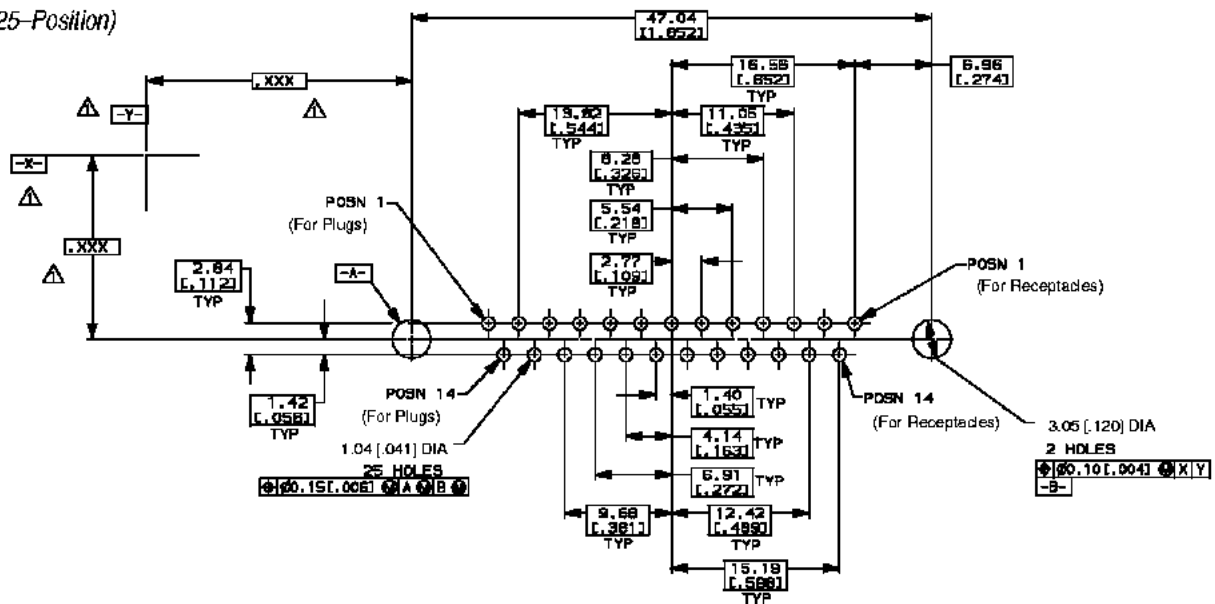 25–Position)
47.04
[1.852]
16.56
[.652]
TYP
6.96
[.274]
.XXX
1
1
-Y-
13.82
[.544]
TYP
11.05
[.435]
TYP
-X-
1
8.28
[.326]
TYP
POSN 1
(For Plugs)
5.54
[.218]
TYP
.XXX
1
2.84
[.112]
TYP
-A-
2.77
[.109]
TYP
POSN 1
(For Receptacles)
1.42
[.056]
TYP
POSN 14
(For Plugs)
1.40
[.055] TYP
POSN 14
(For Receptacles)
1.04 [.041] DIA
25 HOLES
⌖ Ø0.15[.006] Ⓜ A Ⓜ B Ⓜ
4.14
[.163] TYP
3.05 [.120] DIA
2 HOLES
⌖ Ø0.10[.004] Ⓜ X Y
-B-
6.91
[.272] TYP
9.68
[.381]
TYP
12.42
[.489]
TYP
15.19
[.598]
TYP